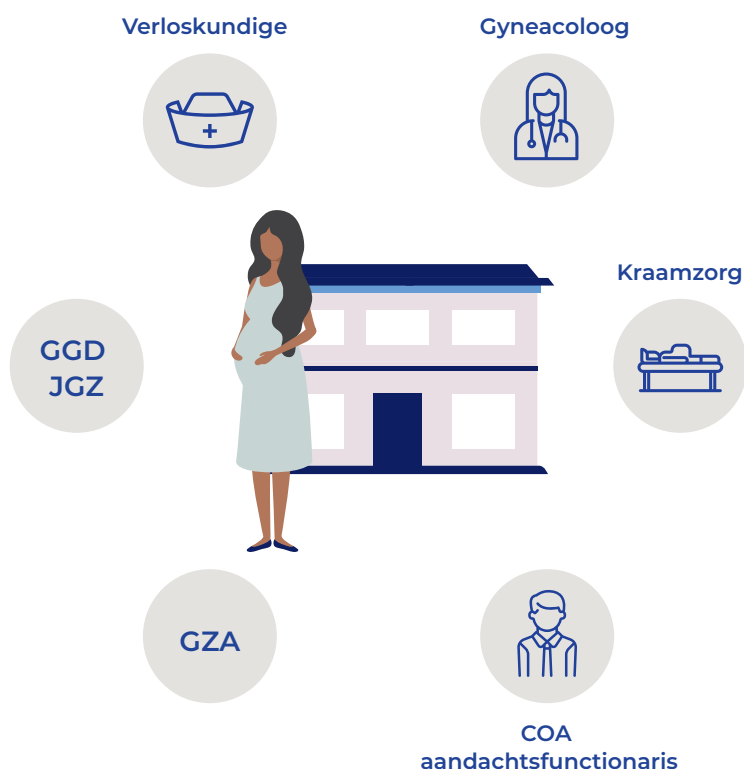 Verloskundige
Gyneacoloog
Kraamzorg
GGD
JGZ
GZA
COA
aandachtsfunctionaris